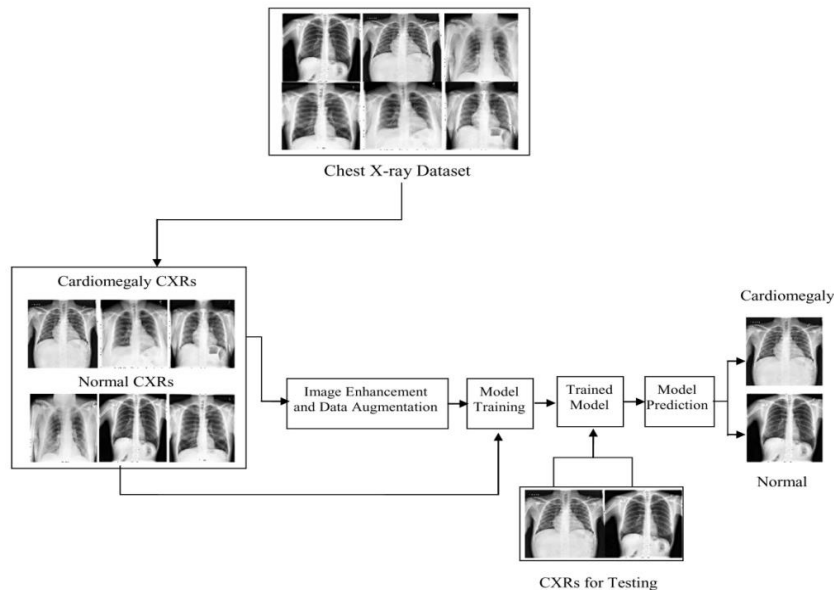 Chest X-ray Dataset
Cardiomegaly CXRs
Normal CXRs
Image Enhancement
and Data Augmentation
Model
Training
Trained
Model
Model
Prediction
Cardiomegaly
Normal
CXRs for Testing